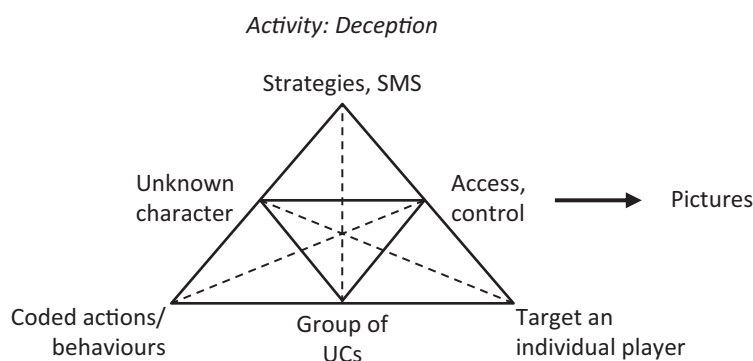 Activity: Deception
Strategies, SMS
Unknown
character
Access,
control
Pictures
Coded actions/
behaviours
Group of
UCs
Target an
individual player